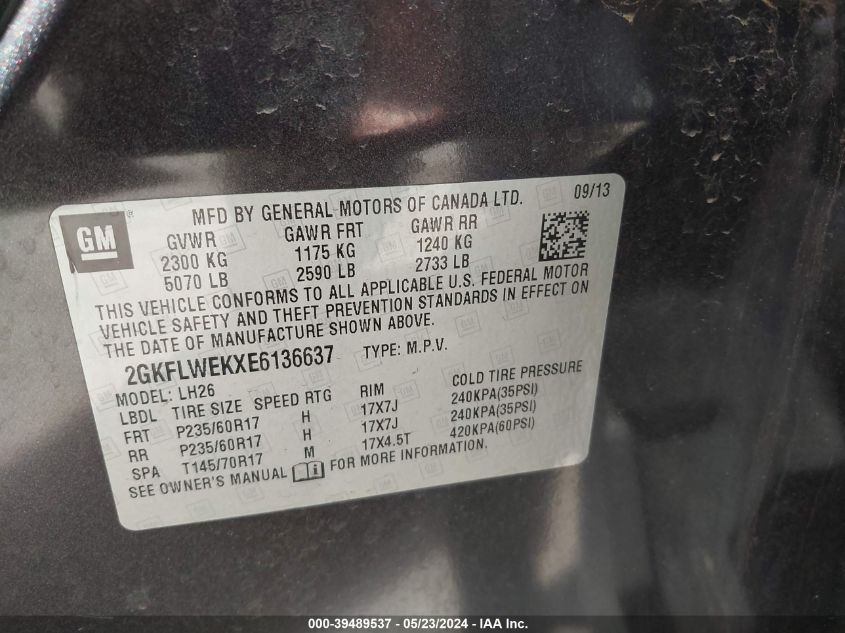 GM
MFD BY GENERAL MOTORS OF CANADA LTD. 09/13
GVWR GAWR FRT GAWR RR
2300 KG 1175 KG 1240 KG
5070 LB 2590 LB 2733 LB
THIS VEHICLE CONFORMS TO ALL APPLICABLE U.S. FEDERAL MOTOR
VEHICLE SAFETY AND THEFT PREVENTION STANDARDS IN EFFECT ON
THE DATE OF MANUFACTURE SHOWN ABOVE.
2GKFLWEKXE6136637 TYPE: M.P.V.
MODEL: LH26
LBDL TIRE SIZE SPEED RTG RIM COLD TIRE PRESSURE
FRT P235/60R17 H 17X7J 240KPA(35PSI)
RR P235/60R17 H 17X7J 240KPA(35PSI)
SPA T145/70R17 M 17X4.5T 420KPA(60PSI)
SEE OWNER'S MANUAL FOR MORE INFORMATION.
000-39489537 - 05/23/2024 - IAA Inc.